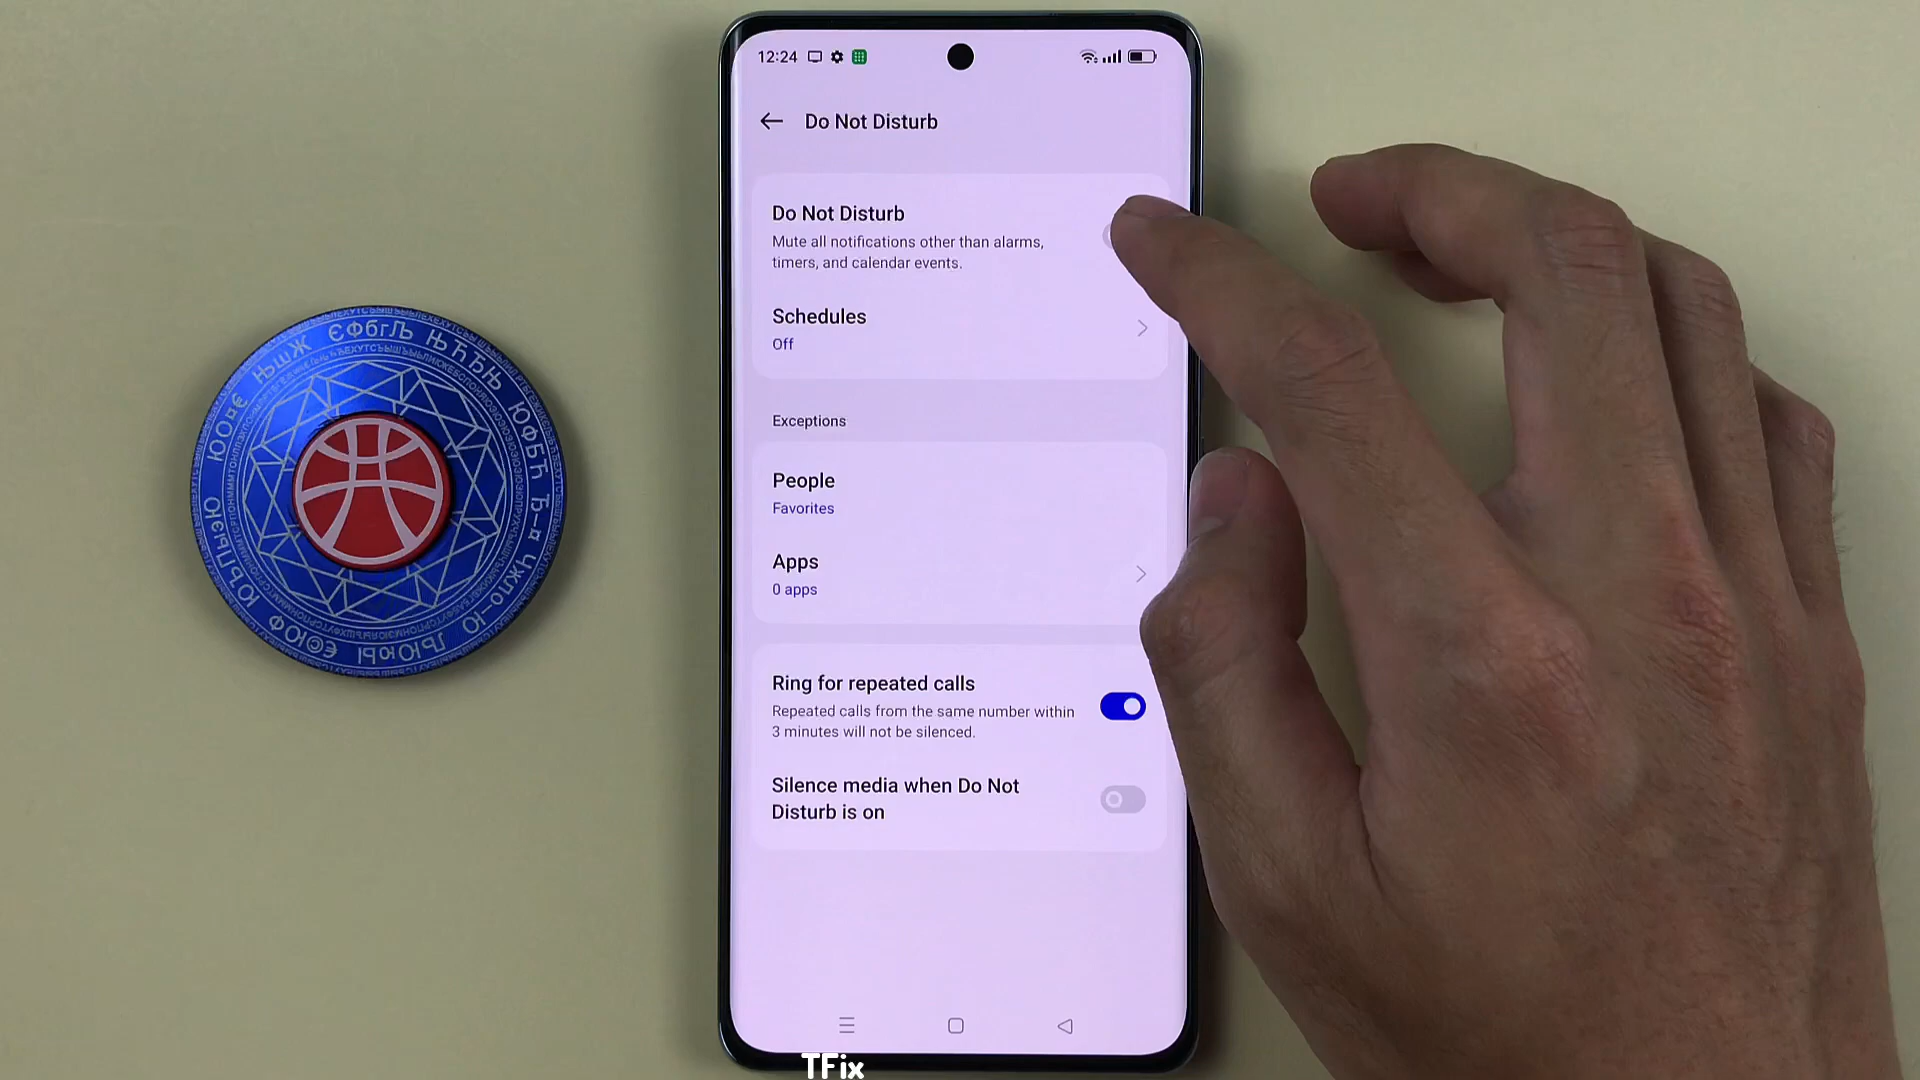 12:24
Do Not Disturb
Do Not Disturb
Mute all notifications other than alarms,
timers, and calendar events.
Schedules
Off
Exceptions
People
Favorites
Apps
0 apps
Ring for repeated calls
Repeated calls from the same number within
3 minutes will not be silenced.
Silence media when Do Not
Disturb is on
TFix